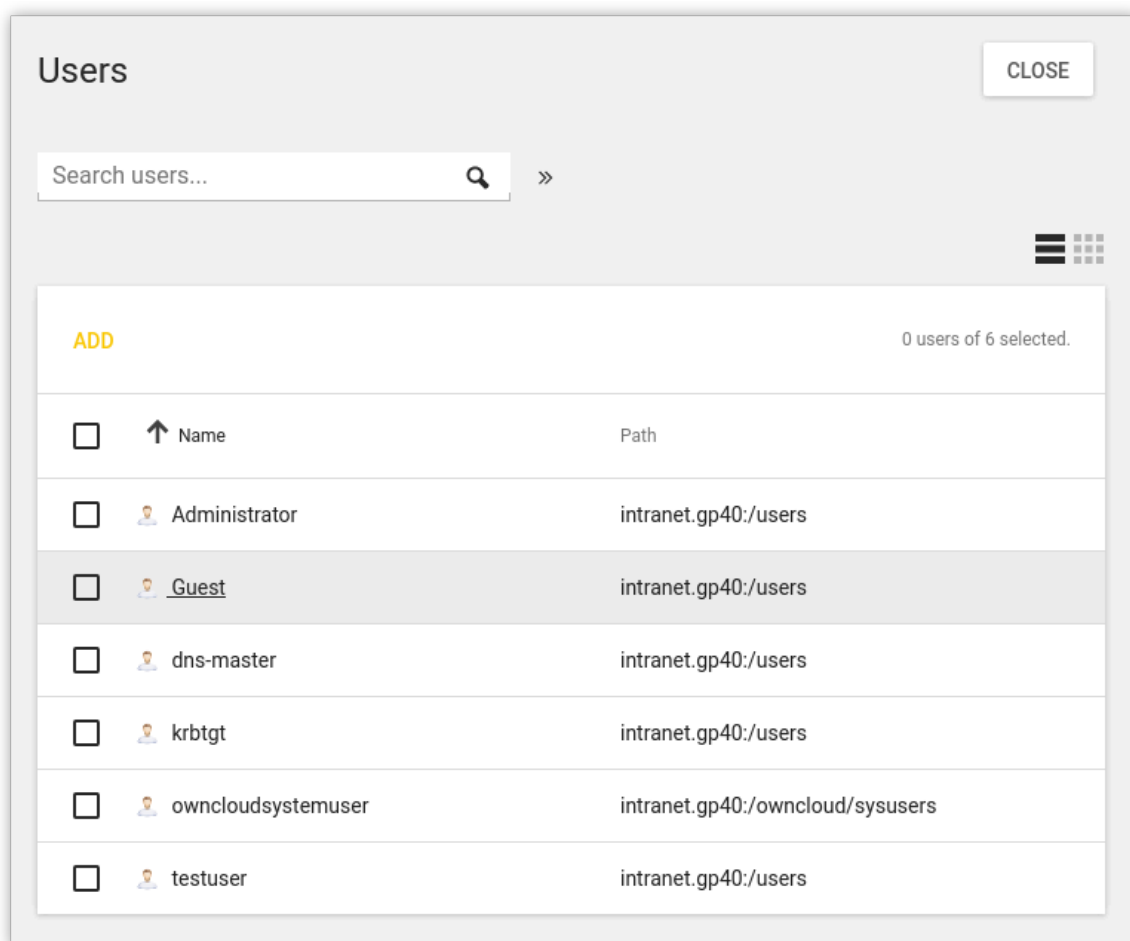 Users
CLOSE
Search users...
ADD
0 users of 6 selected.
Name Path
Administrator intranet.gp40:/users
Guest intranet.gp40:/users
dns-master intranet.gp40:/users
krbtgt intranet.gp40:/users
owncloudsystemuser intranet.gp40:/owncloud/sysusers
testuser intranet.gp40:/users